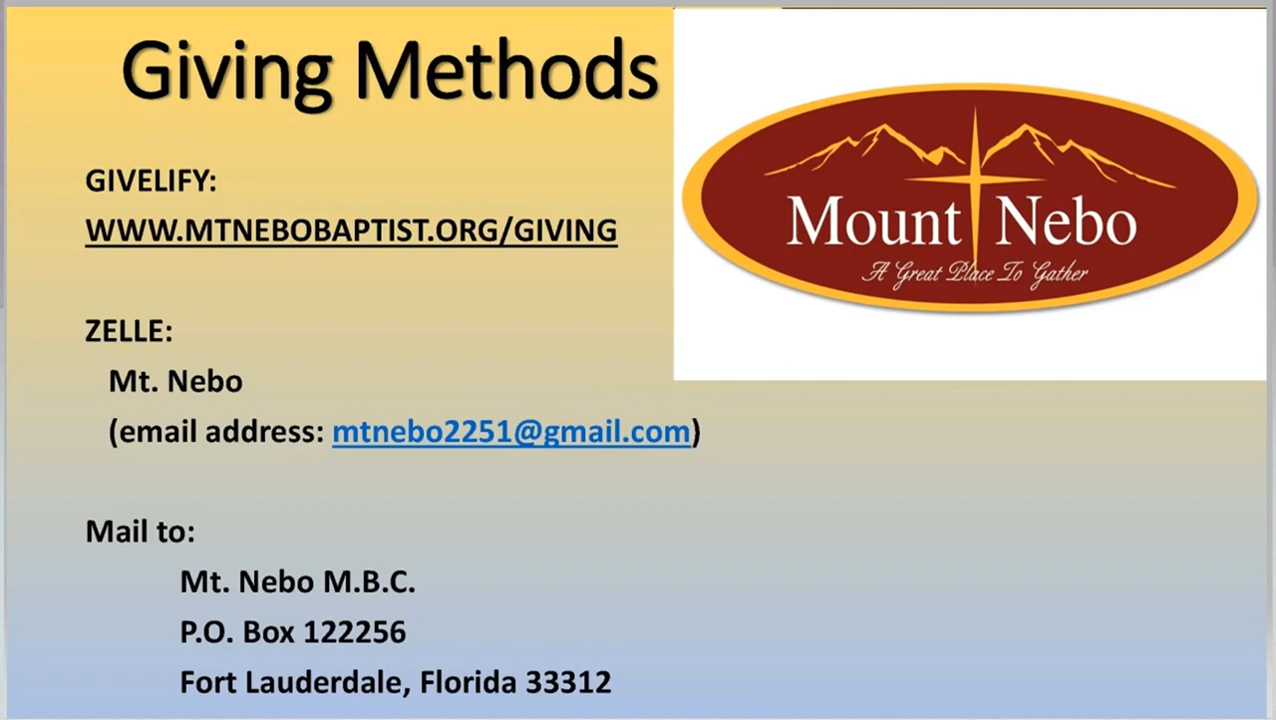 Giving Methods
GIVELIFY:
WWW.MTNEBOBAPTIST.ORG/GIVING
ZELLE:
Mt. Nebo
(email address: mtnebo2251@gmail.com)
Mail to:
Mt. Nebo M.B.C.
P.O. Box 122256
Fort Lauderdale, Florida 33312
Mount Nebo
A Great Place To Gather